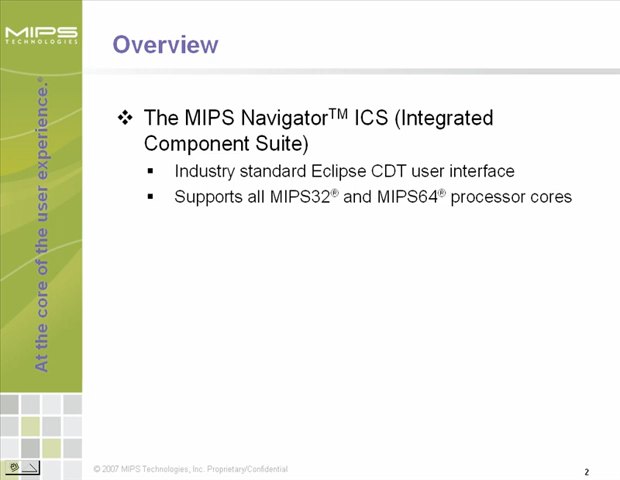 MIPS
TECHNOLOGIES
At the core of the user experience.®
Overview
❖ The MIPS Navigator™ ICS (Integrated
Component Suite)
▪ Industry standard Eclipse CDT user interface
▪ Supports all MIPS32® and MIPS64® processor cores
© 2007 MIPS Technologies, Inc. Proprietary/Confidential
2